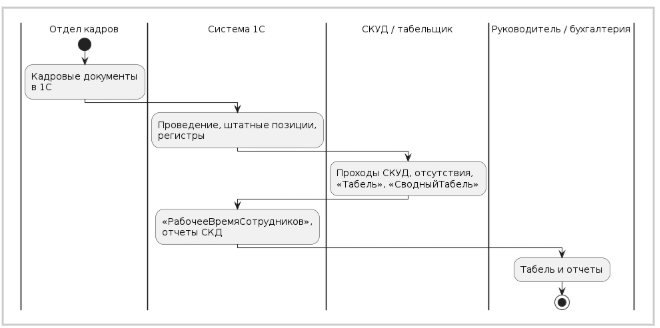 Отдел кадров
Система 1С
СКУД / табельщик
Руководитель / бухгалтерия
Кадровые документы
в 1С
Проведение, штатные позиции,
регистры
Проходы СКУД, отсутствия,
«Табель», «СводныйТабель»
«РабочееВремяСотрудников»,
отчеты СКД
Табель и отчеты